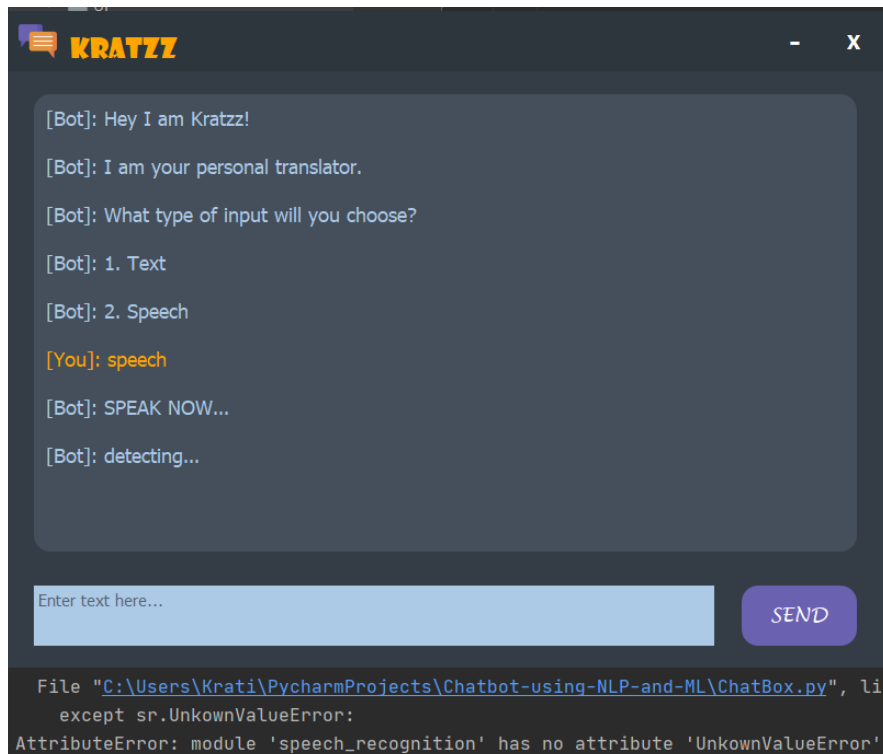 KRATZZ
- X
[Bot]: Hey I am Kratzz!
[Bot]: I am your personal translator.
[Bot]: What type of input will you choose?
[Bot]: 1. Text
[Bot]: 2. Speech
[You]: speech
[Bot]: SPEAK NOW...
[Bot]: detecting...
Enter text here...
SEND
File "C:\Users\Krati\PycharmProjects\Chatbot-using-NLP-and-ML\ChatBox.py", li
except sr.UnkownValueError:
AttributeError: module 'speech_recognition' has no attribute 'UnkownValueError'